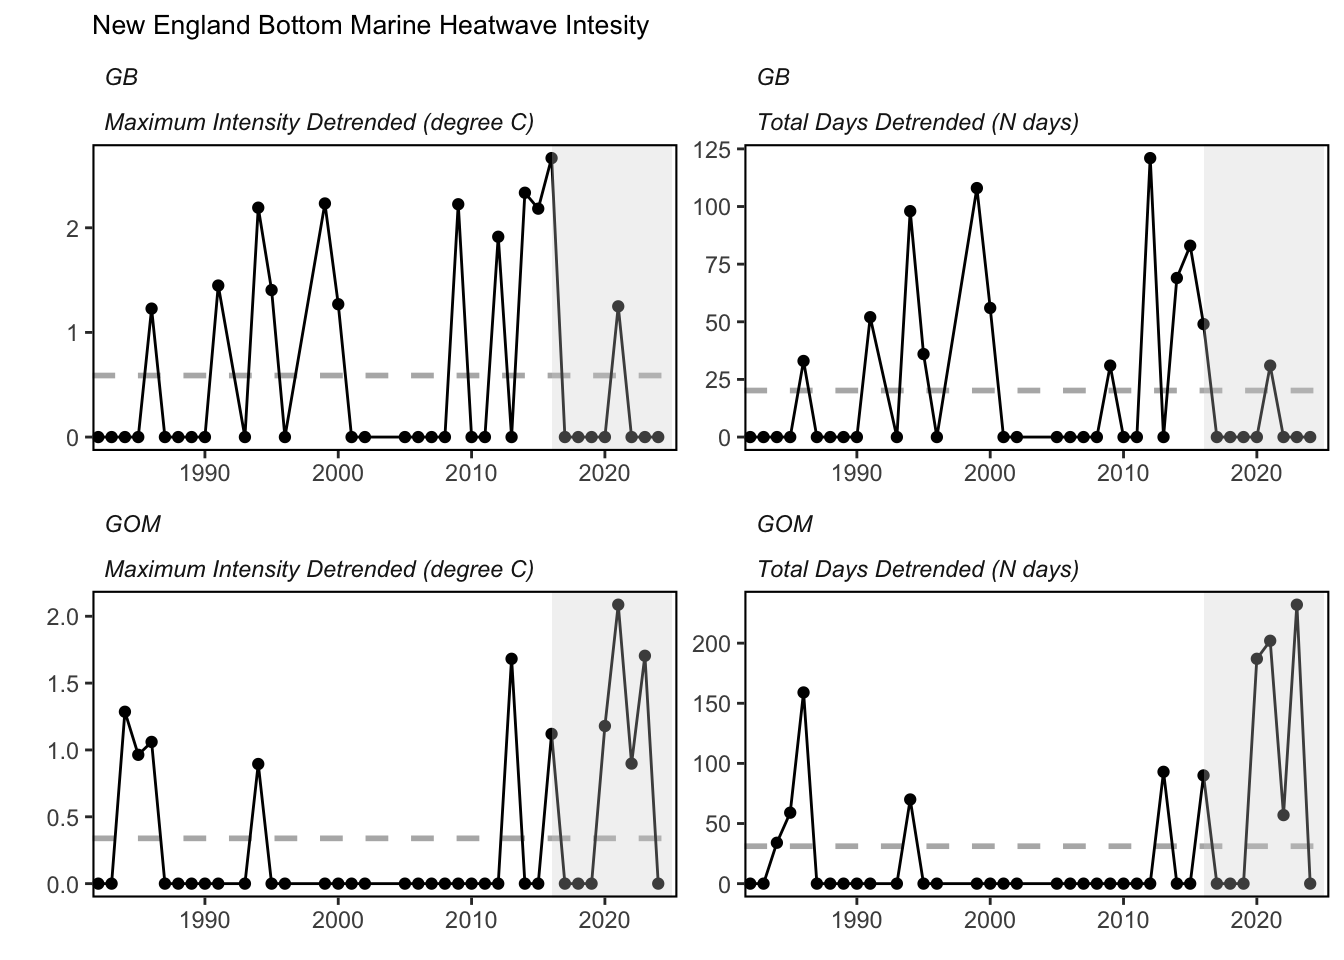 New England Bottom Marine Heatwave Intesity
GB
Maximum Intensity Detrended (degree C)
2
1
0
1990 2000 2010 2020
GB
Total Days Detrended (N days)
125
100
75
50
25
0
1990 2000 2010 2020
GOM
Maximum Intensity Detrended (degree C)
2.0
1.5
1.0
0.5
0.0
1990 2000 2010 2020
GOM
Total Days Detrended (N days)
200
150
100
50
0
1990 2000 2010 2020